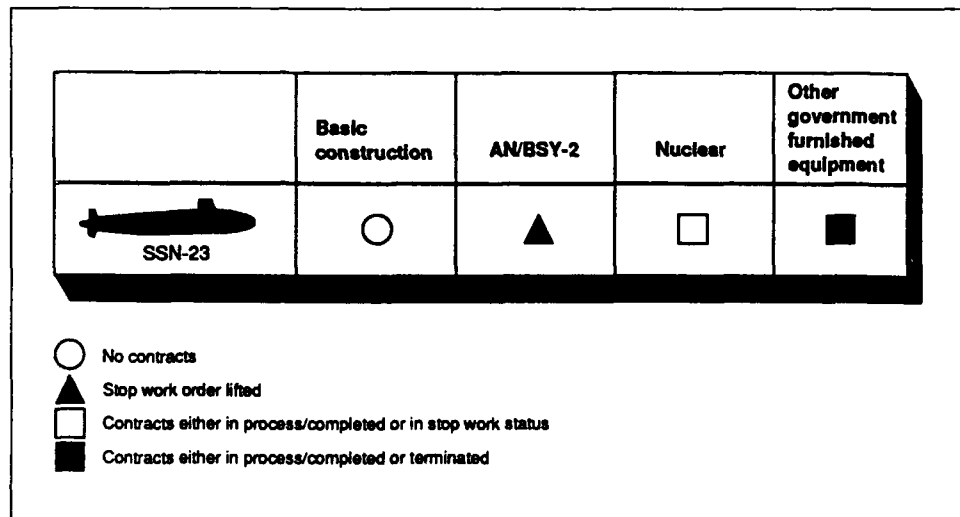 Basic
construction
AN/BSY-2
Nuclear
Other
government
furnished
equipment
SSN-23
No contracts
Stop work order lifted
Contracts either in process/completed or in stop work status
Contracts either in process/completed or terminated